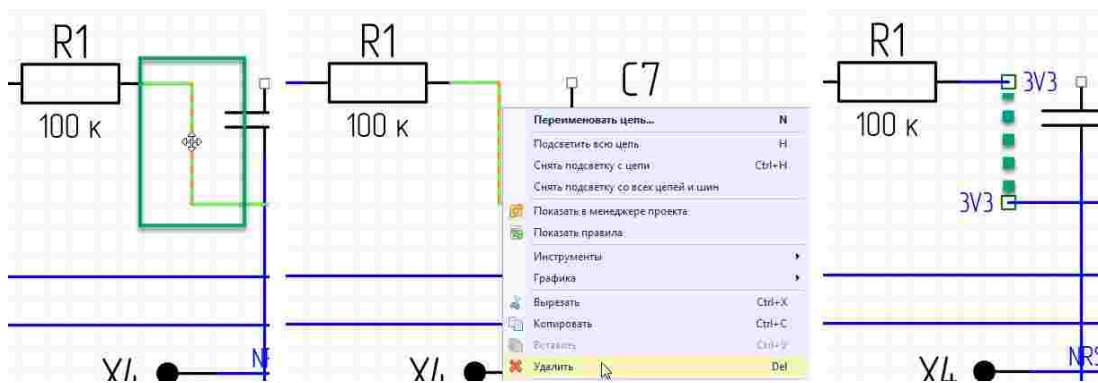 R1
100 к
X4
N
R1
100 к
C7
X4
Переименовать цепь... N
Подсветить всю цепь H
Снять подсветку с цепи Ctrl+H
Снять подсветку со всех цепей и шин
Показать в менеджере проекта
Показать правила
Инструменты
Графика
Вырезать Ctrl+X
Копировать Ctrl+C
Вставить Ctrl+V
Удалить Del
R1
100 к
3V3
3V3
X4
NRS